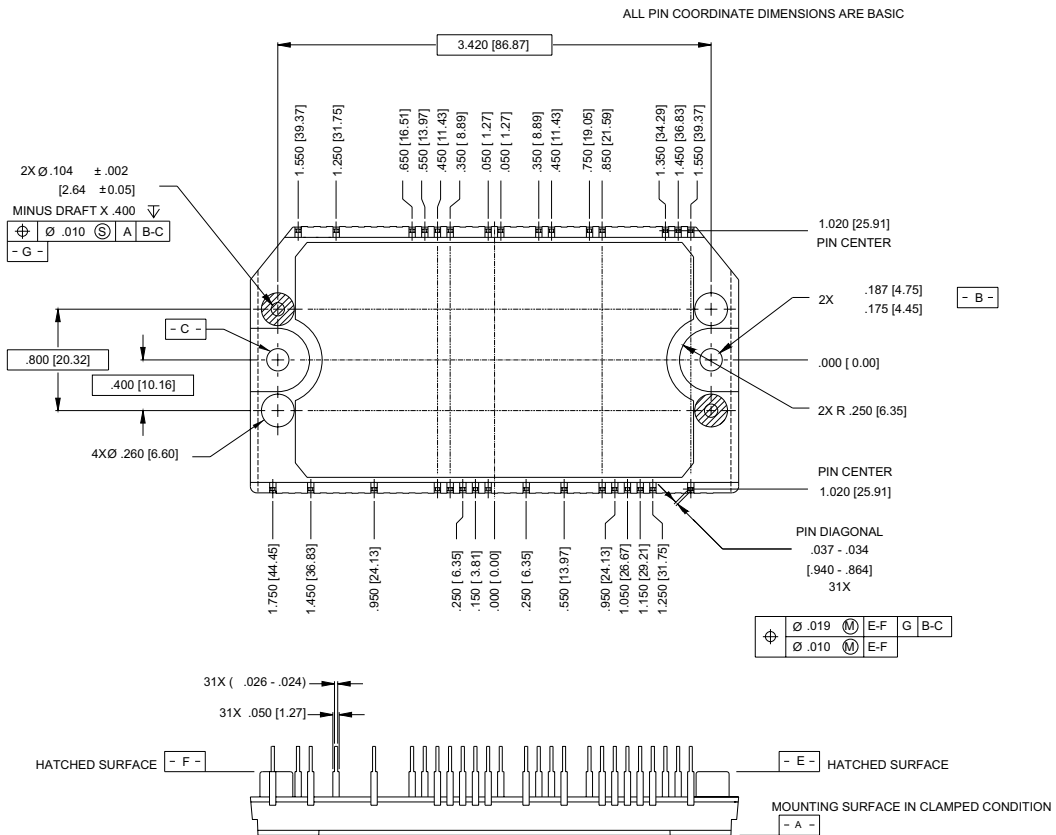 ALL PIN COORDINATE DIMENSIONS ARE BASIC
3.420 [86.87]
1.550 [39.37]
1.250 [31.75]
.650 [16.51]
.550 [13.97]
.450 [11.43]
.350 [ 8.89]
.050 [ 1.27]
.050 [ 1.27]
.350 [ 8.89]
.450 [11.43]
.750 [19.05]
.850 [21.59]
1.350 [34.29]
1.450 [36.83]
1.550 [39.37]
2X Ø .104 ± .002
[2.64 ±0.05]
MINUS DRAFT X .400
Ø .010 Ⓢ A B-C
- G -
1.020 [25.91]
PIN CENTER
2X .187 [4.75]
.175 [4.45]
- B -
- C -
.800 [20.32]
.400 [10.16]
.000 [ 0.00]
2X R .250 [6.35]
4XØ .260 [6.60]
PIN CENTER
1.020 [25.91]
PIN DIAGONAL
.037 - .034
[.940 - .864]
31X
1.750 [44.45]
1.450 [36.83]
.950 [24.13]
.250 [ 6.35]
.150 [ 3.81]
.000 [ 0.00]
.250 [ 6.35]
.550 [13.97]
.950 [24.13]
1.050 [26.67]
1.150 [29.21]
1.250 [31.75]
Ø .019 Ⓜ E-F G B-C
Ø .010 Ⓜ E-F
31X ( .026 - .024)
31X .050 [1.27]
HATCHED SURFACE - F -
- E - HATCHED SURFACE
MOUNTING SURFACE IN CLAMPED CONDITION
- A -